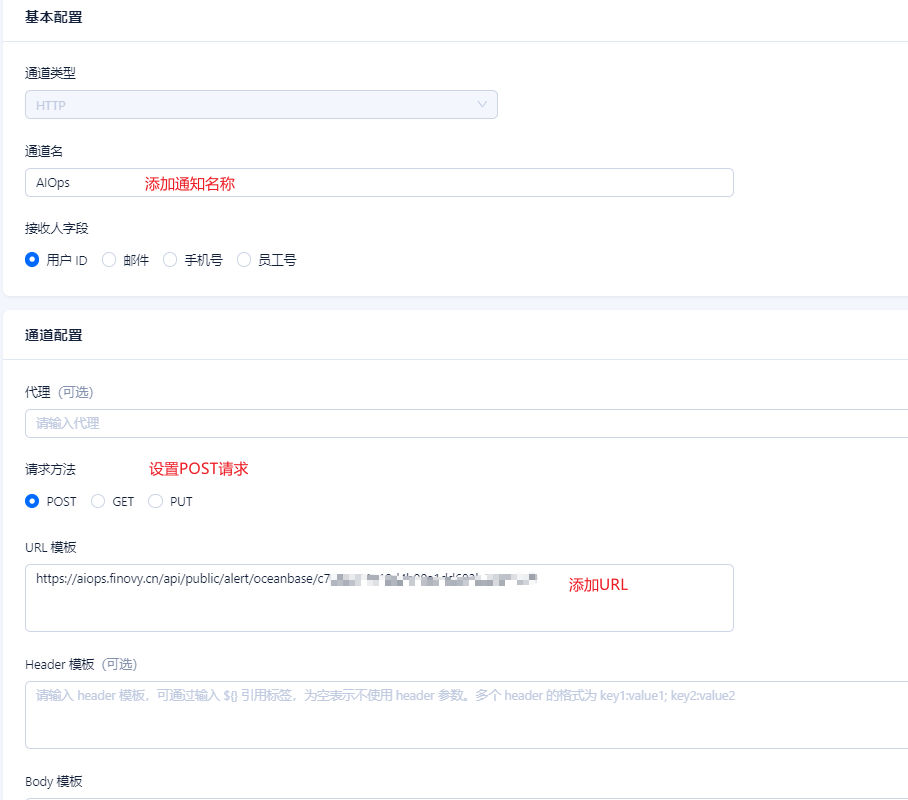 基本配置
通道类型
HTTP
通道名
AIOps 添加通知名称
接收人字段
用户 ID 邮件 手机号 员工号
通道配置
代理 (可选)
请输入代理
请求方法 设置POST请求
POST GET PUT
URL 模板
https://aiops.finovy.cn/api/public/alert/oceanbase/c7 添加URL
Header 模板 (可选)
请输入 header 模板，可通过输入 ${} 引用标签，为空表示不使用 header 参数。多个 header 的格式为 key1:value1; key2:value2
Body 模板